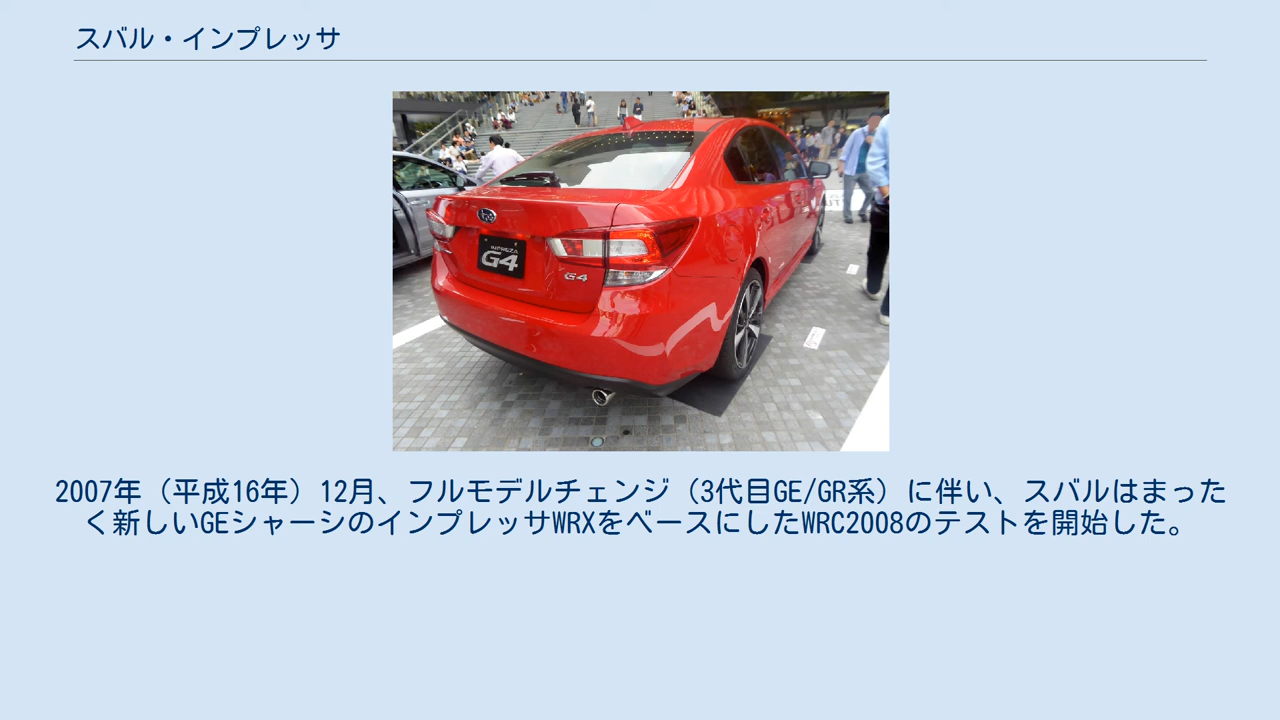 スバル・インプレッサ
IMPREZA
G4
G4
2007年（平成16年）12月、フルモデルチェンジ（3代目GE/GR系）に伴い、スバルはまった
く新しいGEシャーシのインプレッサWRXをベースにしたWRC2008のテストを開始した。